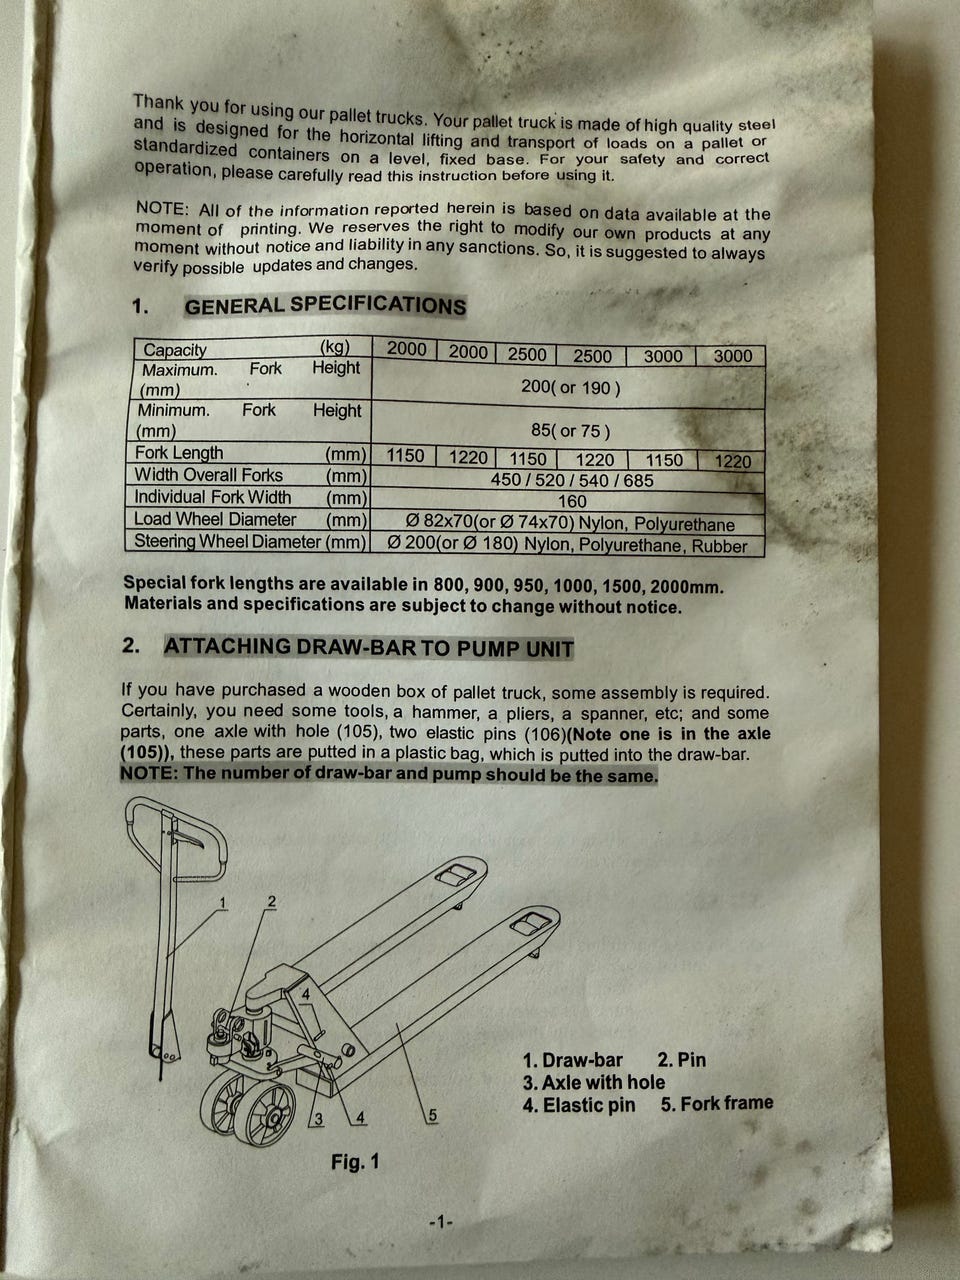 Thank you for using our pallet trucks. Your pallet truck is made of high quality steel
and is designed for the horizontal lifting and transport of loads on a pallet or
standardized containers on a level, fixed base. For your safety and correct
operation, please carefully read this instruction before using it.
NOTE: All of the information reported herein is based on data available at the
moment of printing. We reserves the right to modify our own products at any
moment without notice and liability in any sanctions. So, it is suggested to always
verify possible updates and changes.
1. GENERAL SPECIFICATIONS
Capacity (kg) 2000 2000 2500 2500 3000 3000
Maximum. Fork Height
(mm) 200( or 190 )
Minimum. Fork Height
(mm) 85( or 75 )
Fork Length (mm) 1150 1220 1150 1220 1150 1220
Width Overall Forks (mm) 450 / 520 / 540 / 685
Individual Fork Width (mm) 160
Load Wheel Diameter (mm) Ø 82x70(or Ø 74x70) Nylon, Polyurethane
Steering Wheel Diameter (mm) Ø 200(or Ø 180) Nylon, Polyurethane, Rubber
Special fork lengths are available in 800, 900, 950, 1000, 1500, 2000mm.
Materials and specifications are subject to change without notice.
2. ATTACHING DRAW-BAR TO PUMP UNIT
If you have purchased a wooden box of pallet truck, some assembly is required.
Certainly, you need some tools, a hammer, a pliers, a spanner, etc; and some
parts, one axle with hole (105), two elastic pins (106)(Note one is in the axle
(105)), these parts are putted in a plastic bag, which is putted into the draw-bar.
NOTE: The number of draw-bar and pump should be the same.
1 2
4
3 4 5
1. Draw-bar 2. Pin
3. Axle with hole
4. Elastic pin 5. Fork frame
Fig. 1
-1-